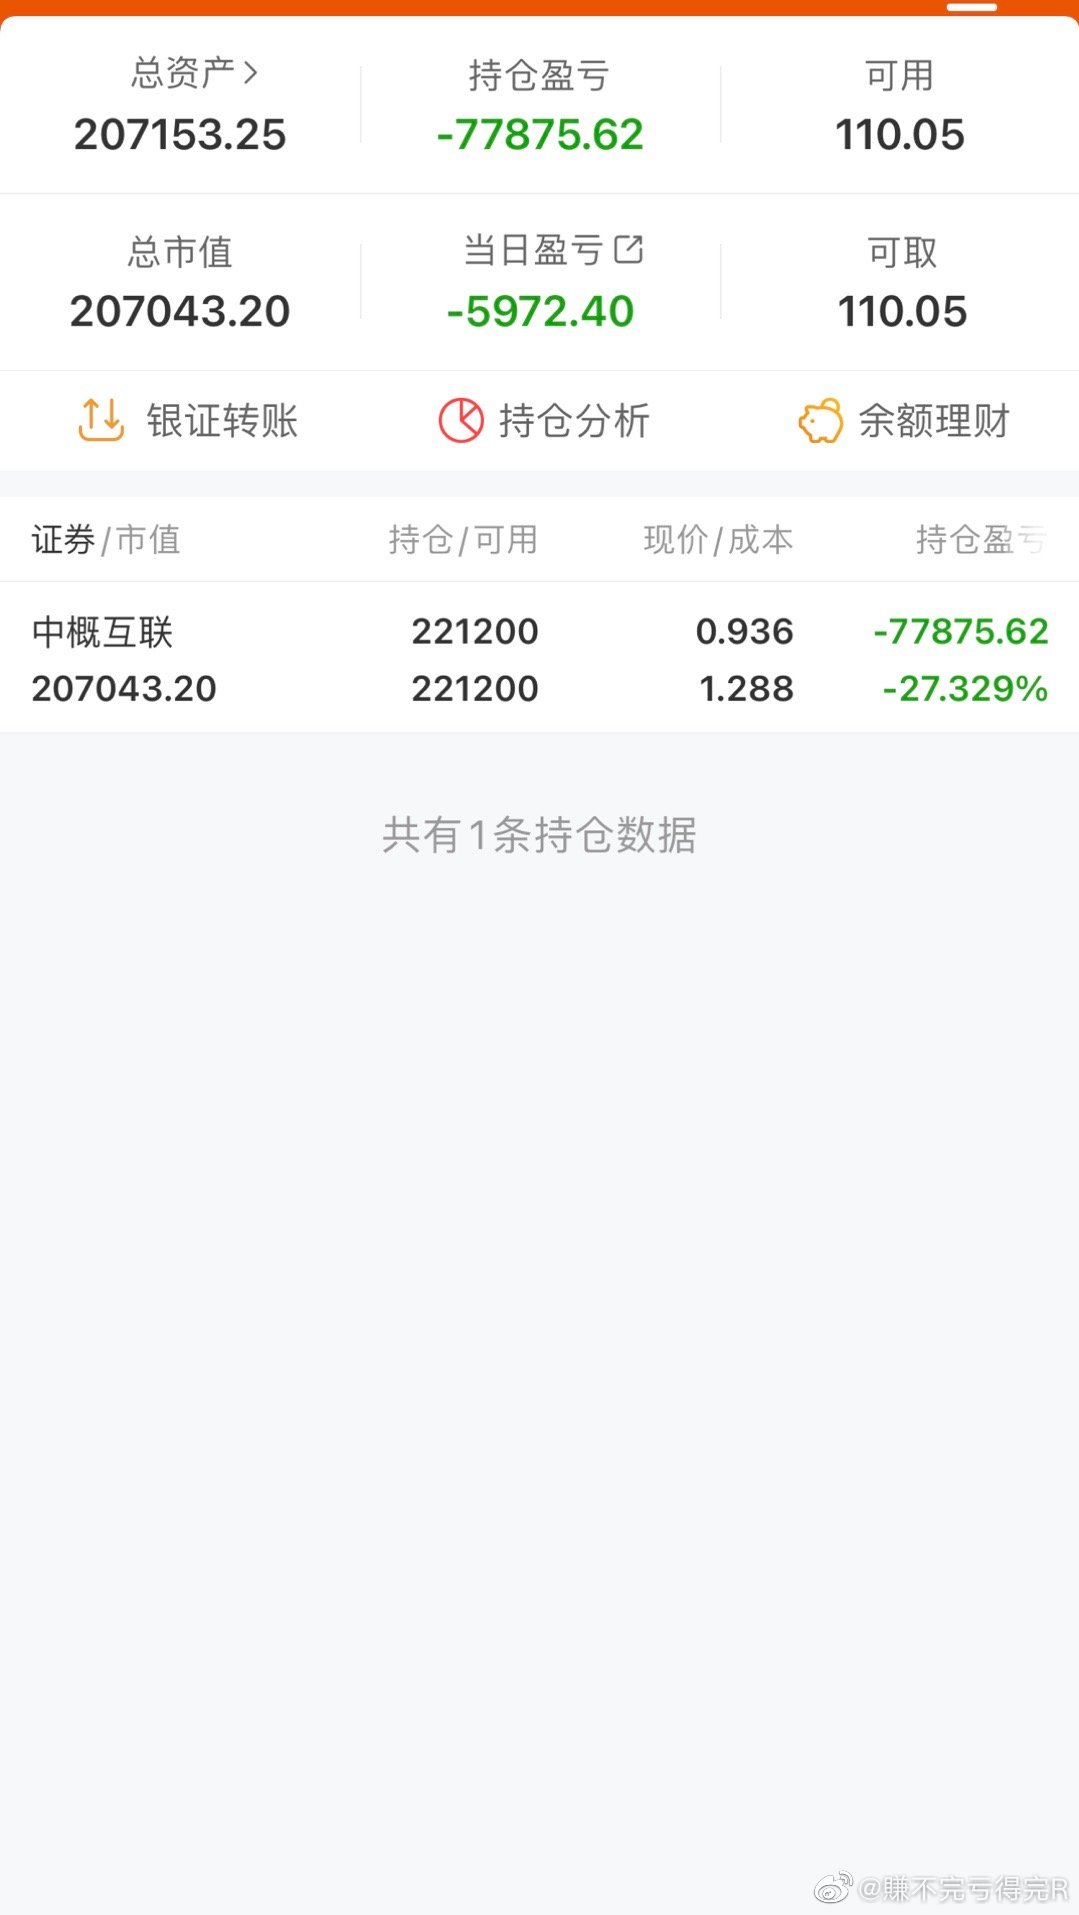 总资产 持仓盈亏 可用
207153.25 -77875.62 110.05
总市值 当日盈亏 可取
207043.20 -5972.40 110.05
银证转账 持仓分析 余额理财
证券/市值 持仓/可用 现价/成本 持仓盈亏
中概互联 221200 0.936 -77875.62
207043.20 221200 1.288 -27.329%
共有1条持仓数据
@赚不完亏得完R